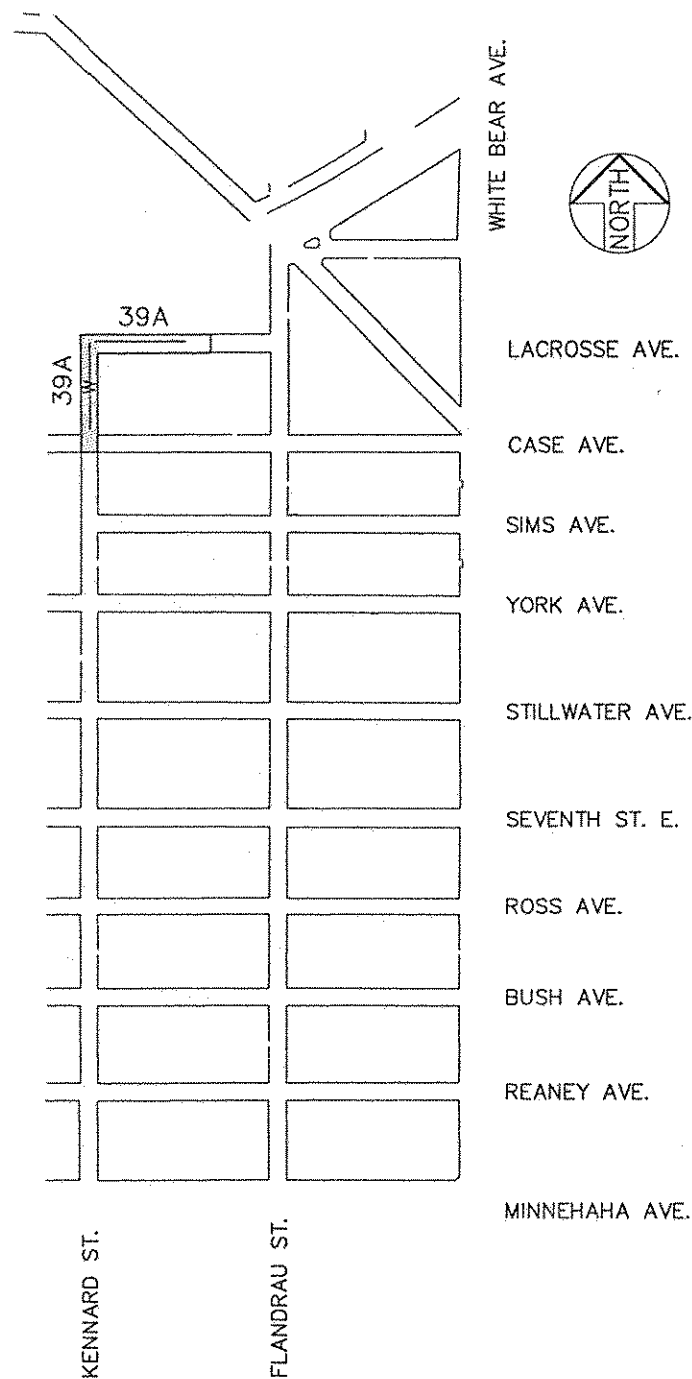 WHITE BEAR AVE.
NORTH
39A
39A
LACROSSE AVE.
CASE AVE.
SIMS AVE.
YORK AVE.
STILLWATER AVE.
SEVENTH ST. E.
ROSS AVE.
BUSH AVE.
REANEY AVE.
MINNEHAHA AVE.
KENNARD ST.
FLANDRAU ST.